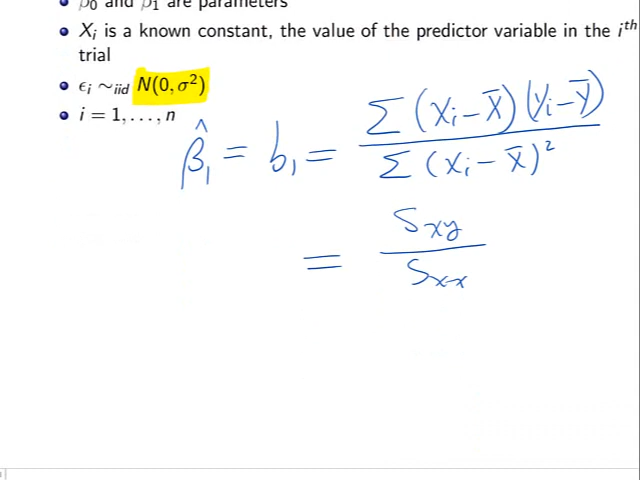 β₀ and β₁ are parameters
Xᵢ is a known constant, the value of the predictor variable in the iᵗʰ
trial
ϵᵢ ∼iid N(0, σ²)
i = 1, . . . , n
β̂₁ = b₁ = Σ (Xᵢ − X̄)(Yᵢ − Ȳ) / Σ (Xᵢ − X̄)²
= Sxy / Sxx